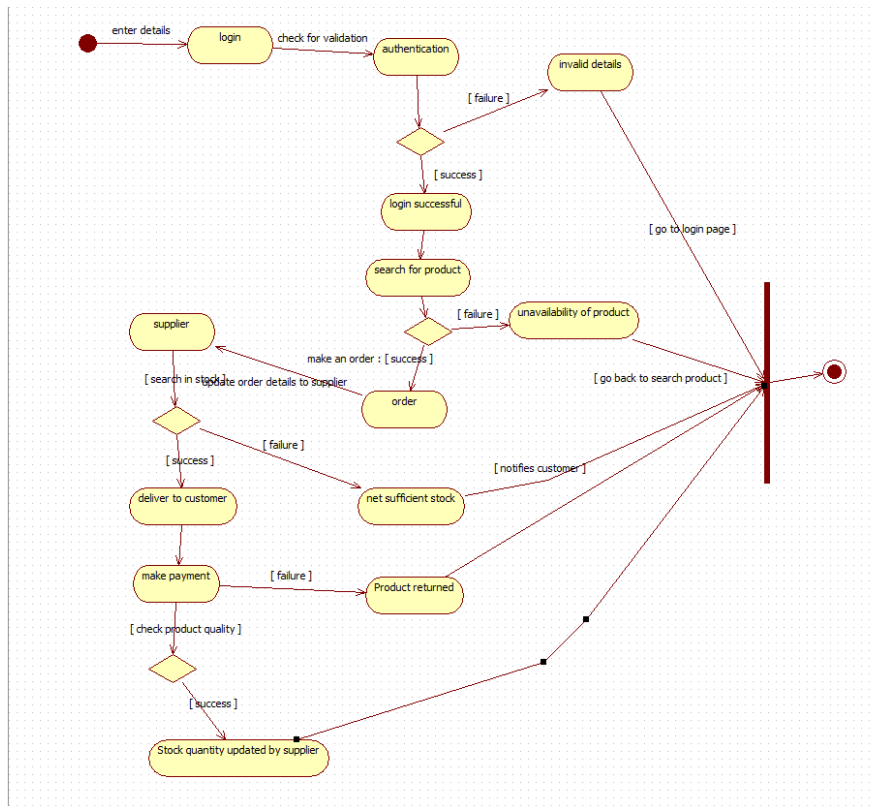 enter details
login
check for validation
authentication
invalid details
[ failure ]
[ success ]
login successful
[ go to login page ]
search for product
[ failure ]
unavailability of product
supplier
make an order : [ success ]
[ search in stock ]
update order details to supplier
[ go back to search product ]
order
[ failure ]
[ success ]
[ notifies customer ]
deliver to customer
net sufficient stock
make payment
[ failure ]
Product returned
[ check product quality ]
[ success ]
Stock quantity updated by supplier